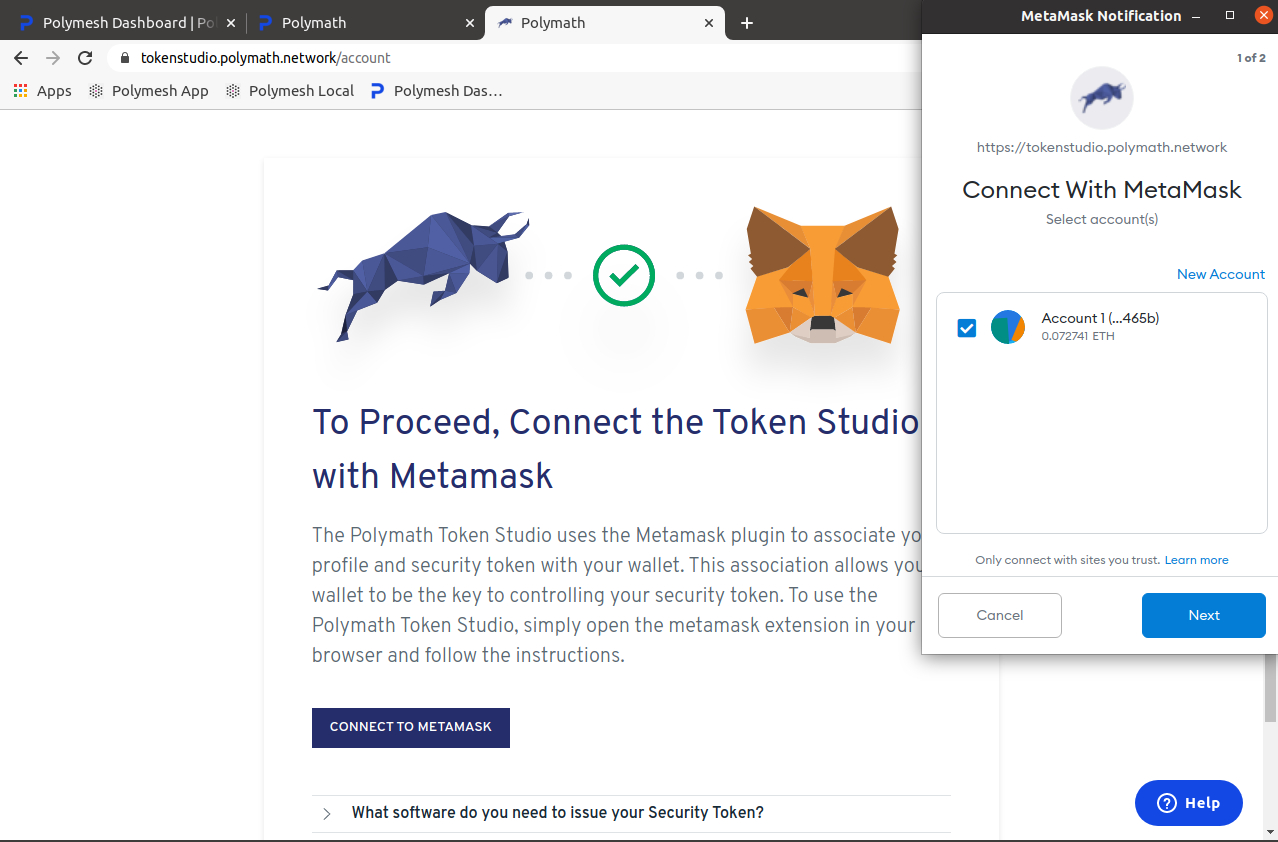 Polymesh Dashboard | Pol
Polymath
Polymath
tokenstudio.polymath.network/account
Apps
Polymesh App
Polymesh Local
Polymesh Das…
To Proceed, Connect the Token Studio
with Metamask
The Polymath Token Studio uses the Metamask plugin to associate yo
profile and security token with your wallet. This association allows you
wallet to be the key to controlling your security token. To use the
Polymath Token Studio, simply open the metamask extension in your
browser and follow the instructions.
CONNECT TO METAMASK
What software do you need to issue your Security Token?
MetaMask Notification
1 of 2
https://tokenstudio.polymath.network
Connect With MetaMask
Select account(s)
New Account
Account 1 (...465b)
0.072741 ETH
Only connect with sites you trust. Learn more
Cancel
Next
Help